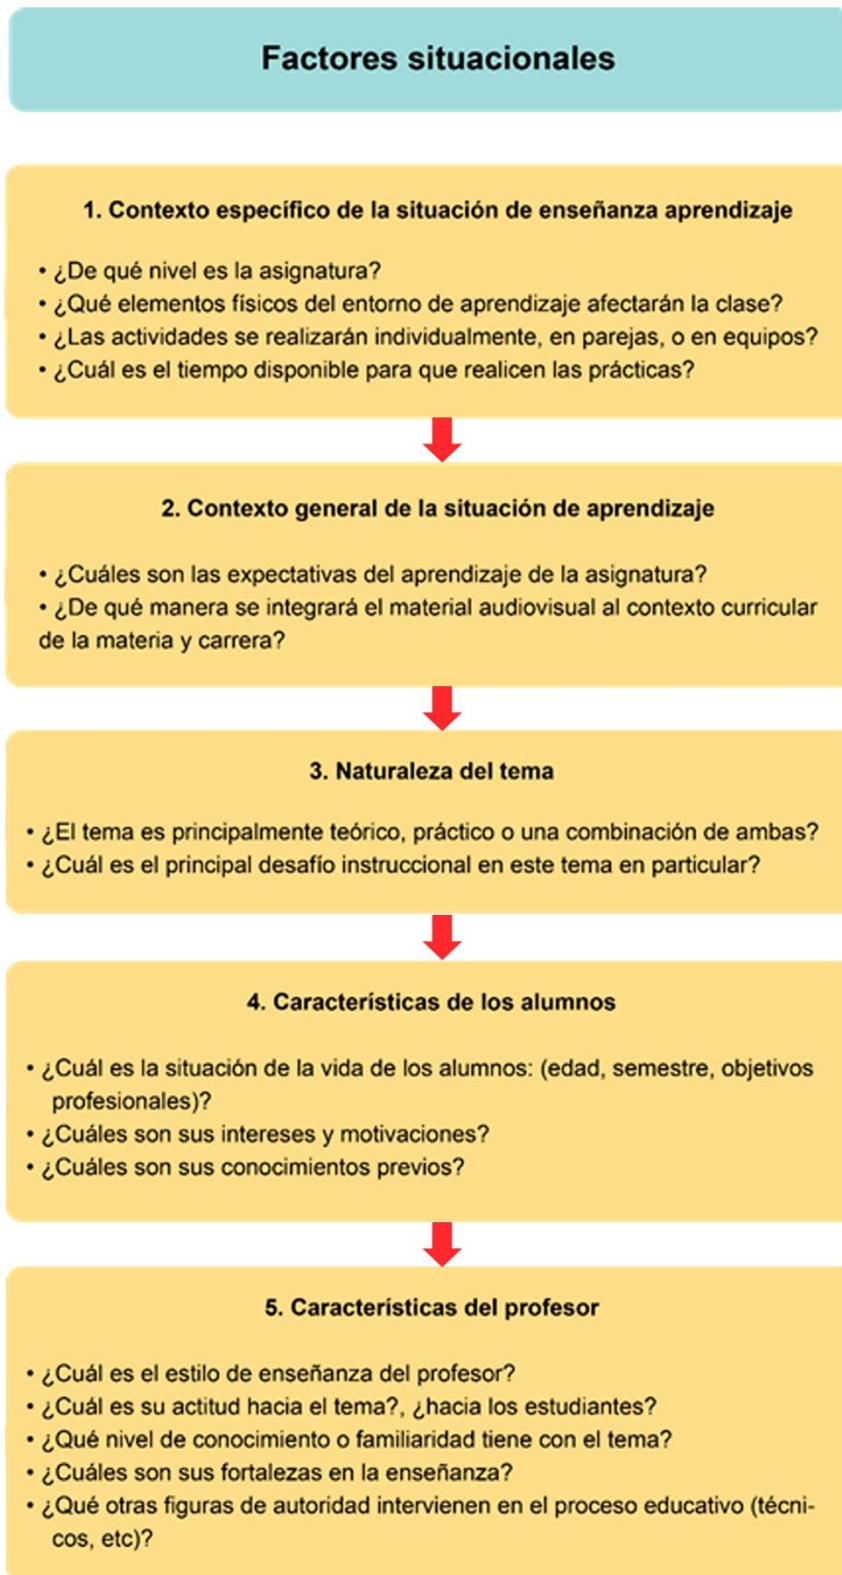 Factores situacionales
1. Contexto específico de la situación de enseñanza aprendizaje
• ¿De qué nivel es la asignatura?
• ¿Qué elementos físicos del entorno de aprendizaje afectarán la clase?
• ¿Las actividades se realizarán individualmente, en parejas, o en equipos?
• ¿Cuál es el tiempo disponible para que realicen las prácticas?
2. Contexto general de la situación de aprendizaje
• ¿Cuáles son las expectativas del aprendizaje de la asignatura?
• ¿De qué manera se integrará el material audiovisual al contexto curricular
de la materia y carrera?
3. Naturaleza del tema
• ¿El tema es principalmente teórico, práctico o una combinación de ambas?
• ¿Cuál es el principal desafío instruccional en este tema en particular?
4. Características de los alumnos
• ¿Cuál es la situación de la vida de los alumnos: (edad, semestre, objetivos
profesionales)?
• ¿Cuáles son sus intereses y motivaciones?
• ¿Cuáles son sus conocimientos previos?
5. Características del profesor
• ¿Cuál es el estilo de enseñanza del profesor?
• ¿Cuál es su actitud hacia el tema?, ¿hacia los estudiantes?
• ¿Qué nivel de conocimiento o familiaridad tiene con el tema?
• ¿Cuáles son sus fortalezas en la enseñanza?
• ¿Qué otras figuras de autoridad intervienen en el proceso educativo (técni-
cos, etc)?